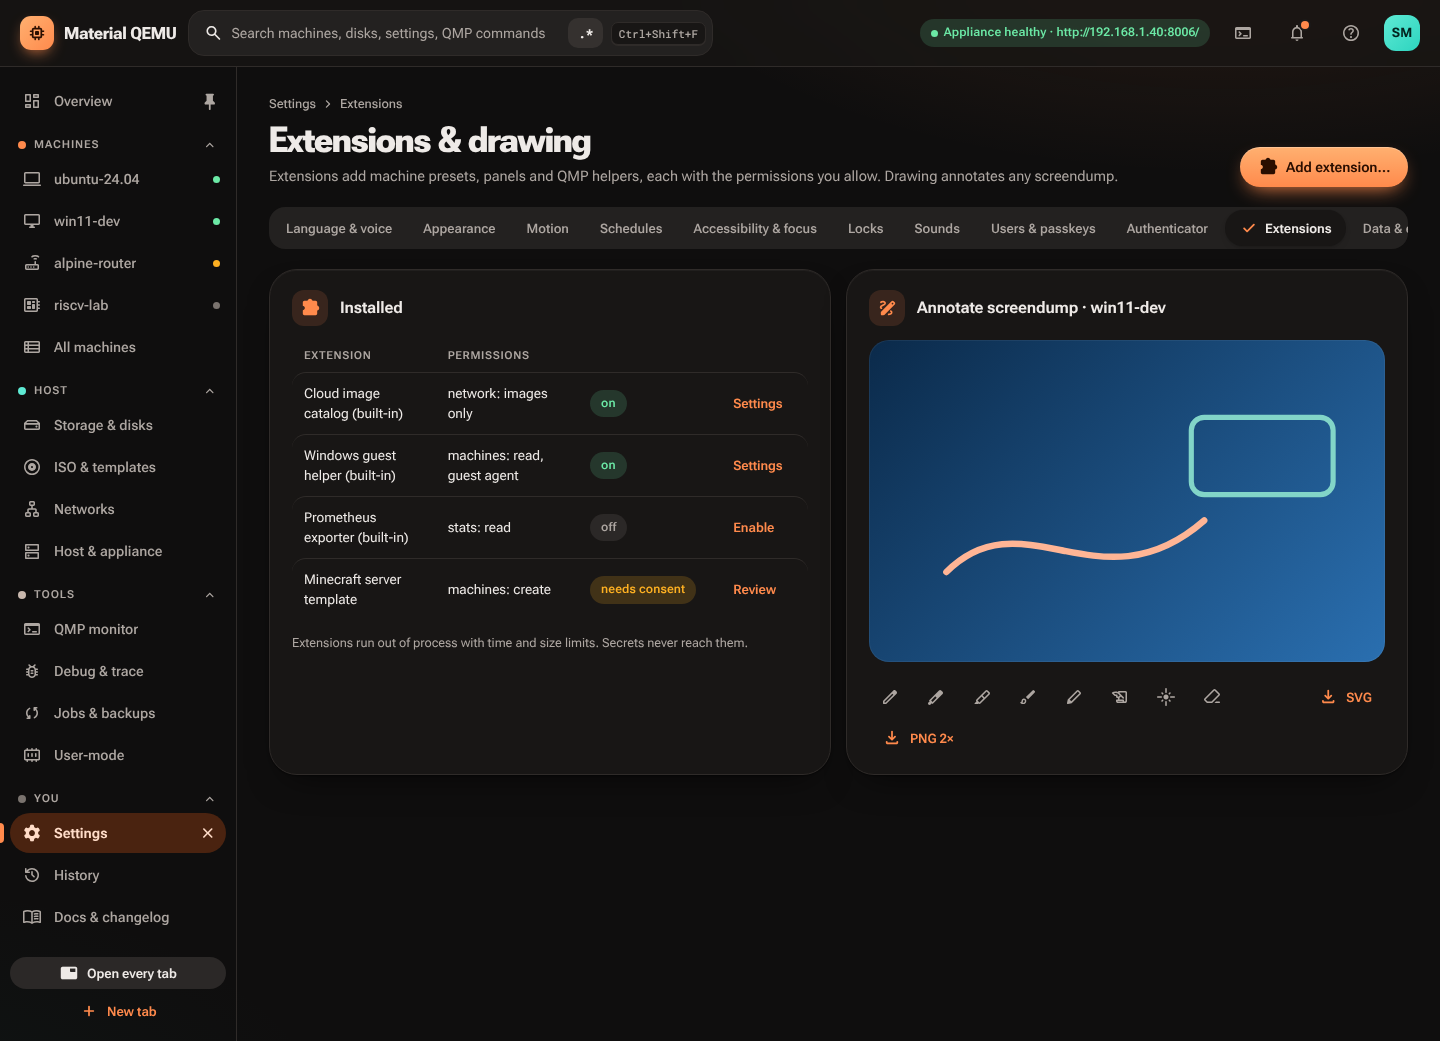 Material QEMU
Search machines, disks, settings, QMP commands
.*
Ctrl+Shift+F
Appliance healthy · http://192.168.1.40:8006/
SM
Overview
MACHINES
ubuntu-24.04
win11-dev
alpine-router
riscv-lab
All machines
HOST
Storage & disks
ISO & templates
Networks
Host & appliance
TOOLS
QMP monitor
Debug & trace
Jobs & backups
User-mode
YOU
Settings
History
Docs & changelog
Open every tab
New tab
Settings > Extensions
Extensions & drawing
Extensions add machine presets, panels and QMP helpers, each with the permissions you allow. Drawing annotates any screendump.
Add extension...
Language & voice
Appearance
Motion
Schedules
Accessibility & focus
Locks
Sounds
Users & passkeys
Authenticator
Extensions
Data &
Installed
EXTENSION PERMISSIONS
Cloud image
catalog (built-in)
network: images
only
on
Settings
Windows guest
helper (built-in)
machines: read,
guest agent
on
Settings
Prometheus
exporter (built-in)
stats: read
off
Enable
Minecraft server
template
machines: create
needs consent
Review
Extensions run out of process with time and size limits. Secrets never reach them.
Annotate screendump · win11-dev
SVG
PNG 2×